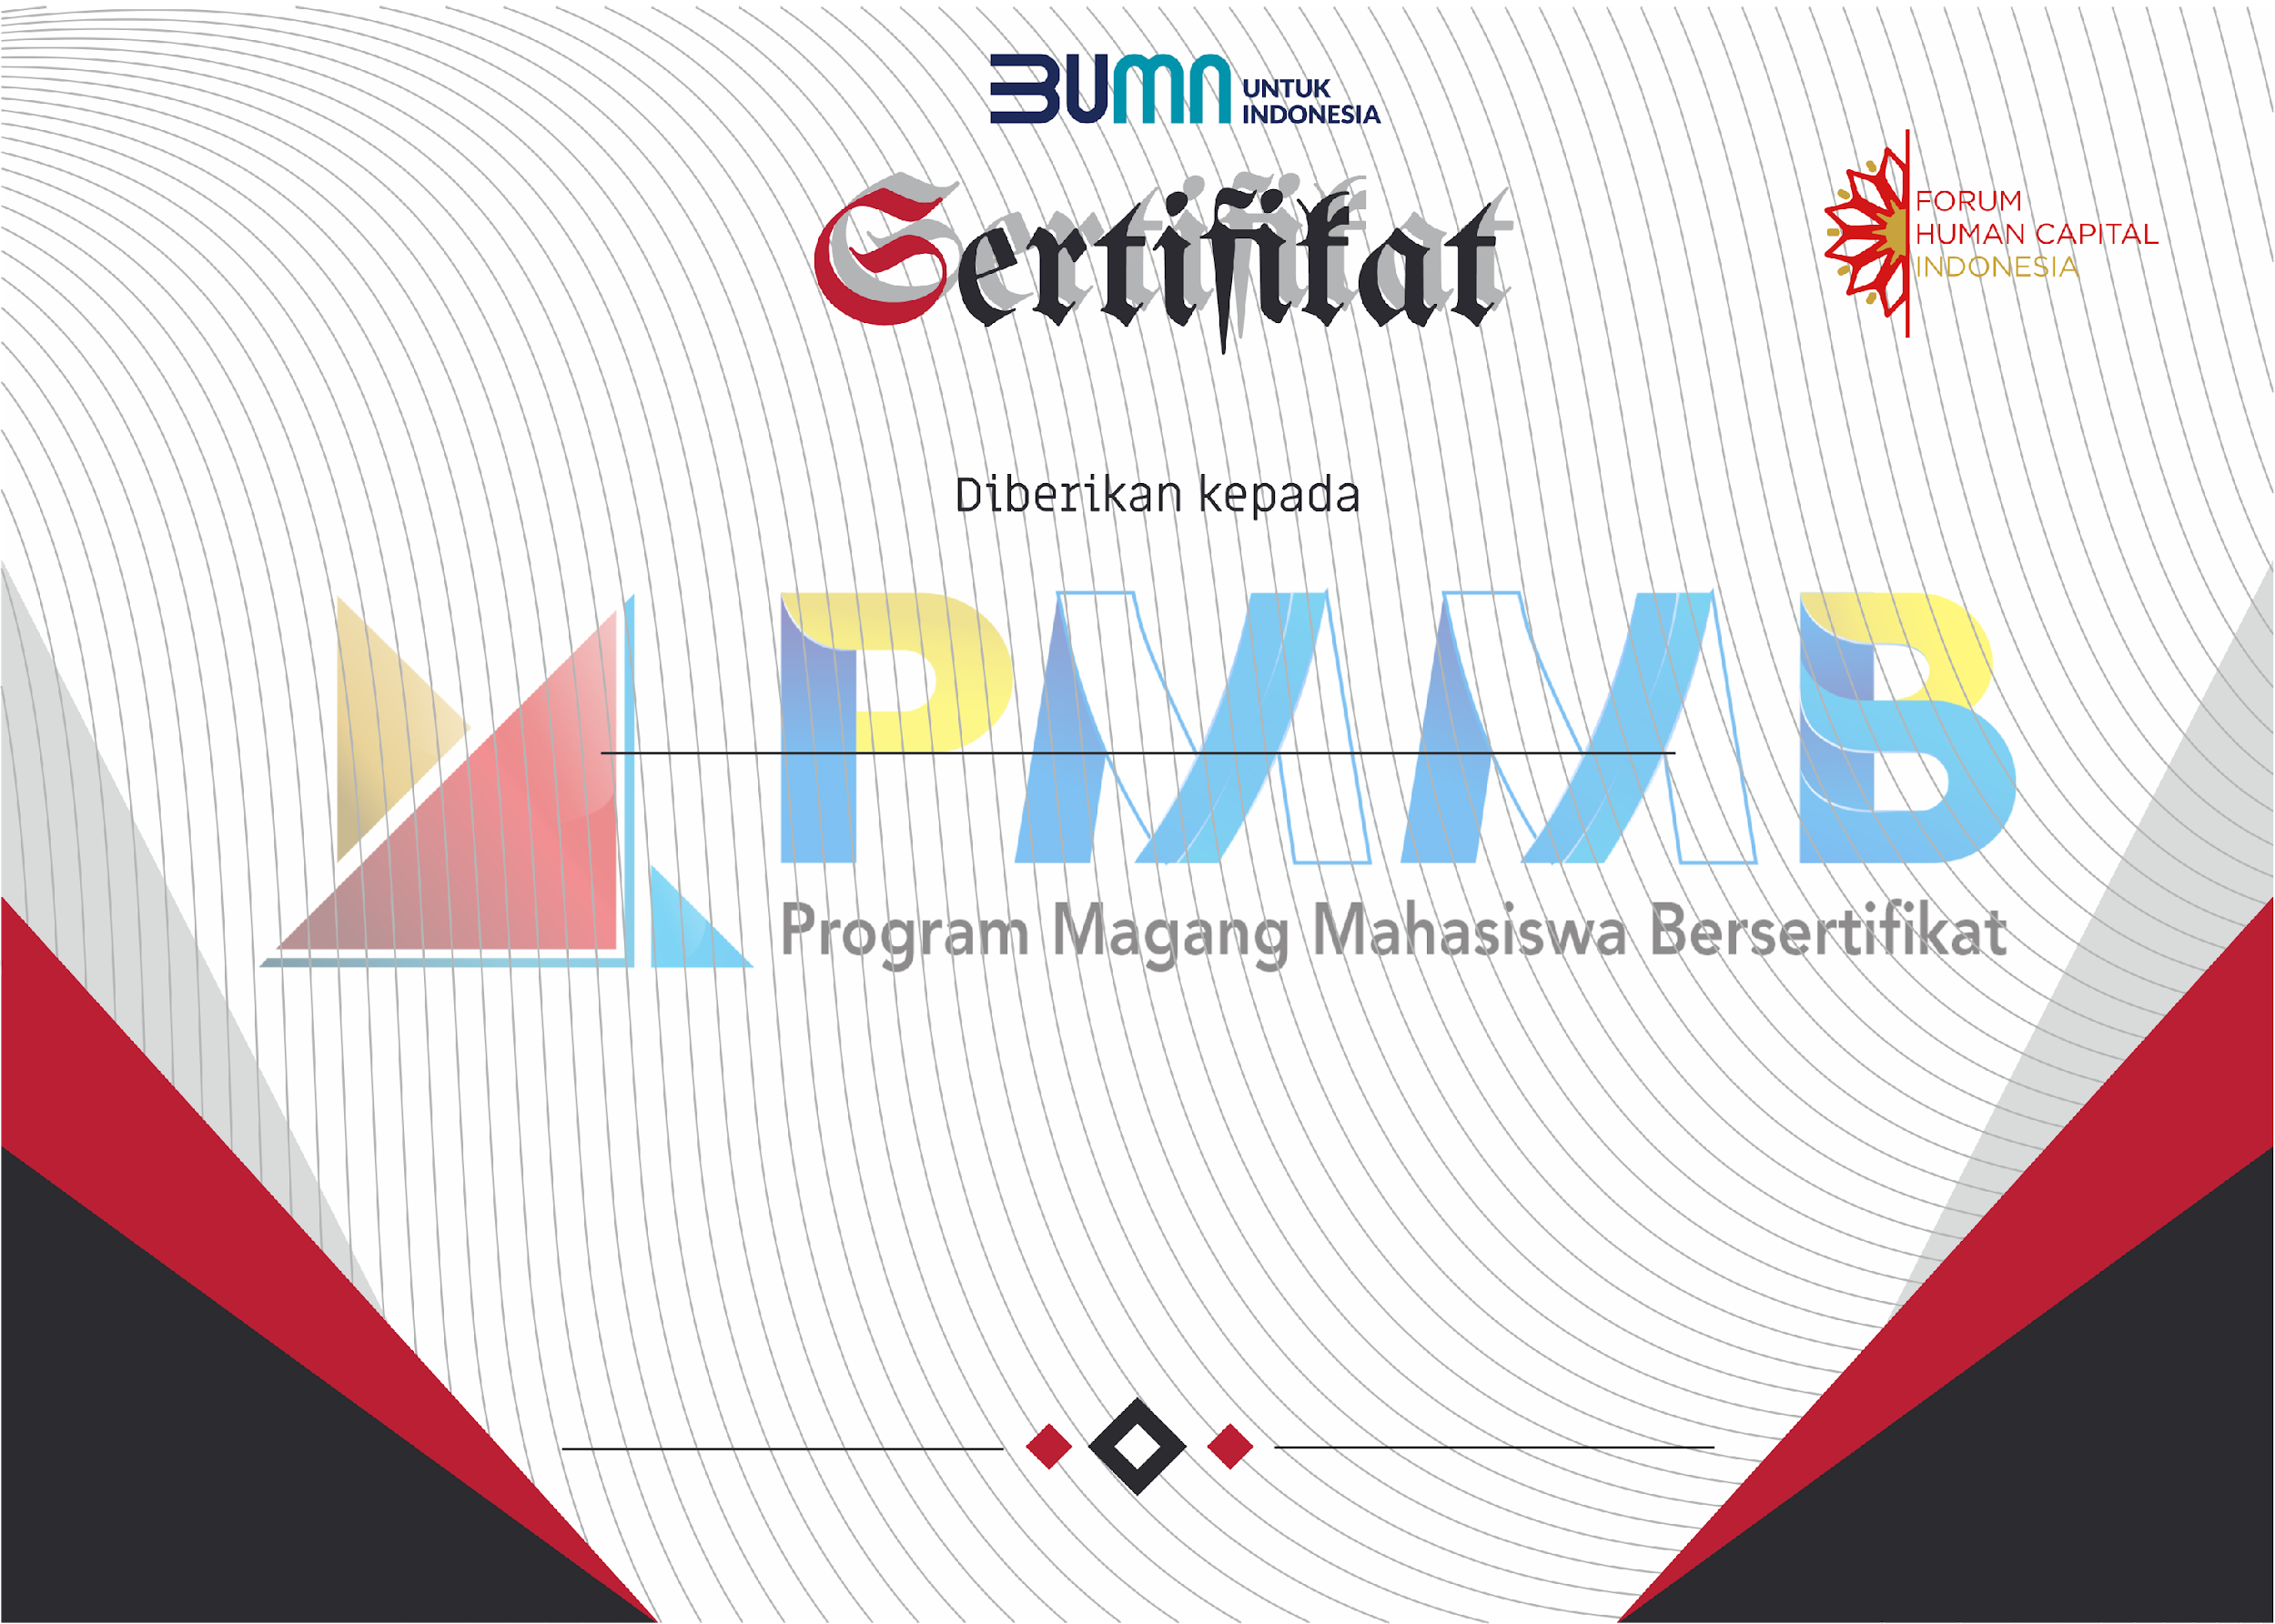 BUMN UNTUK
INDONESIA
Sertifikat
FORUM
HUMAN CAPITAL
INDONESIA
Diberikan kepada
PMMB
Program Magang Mahasiswa Bersertifikat